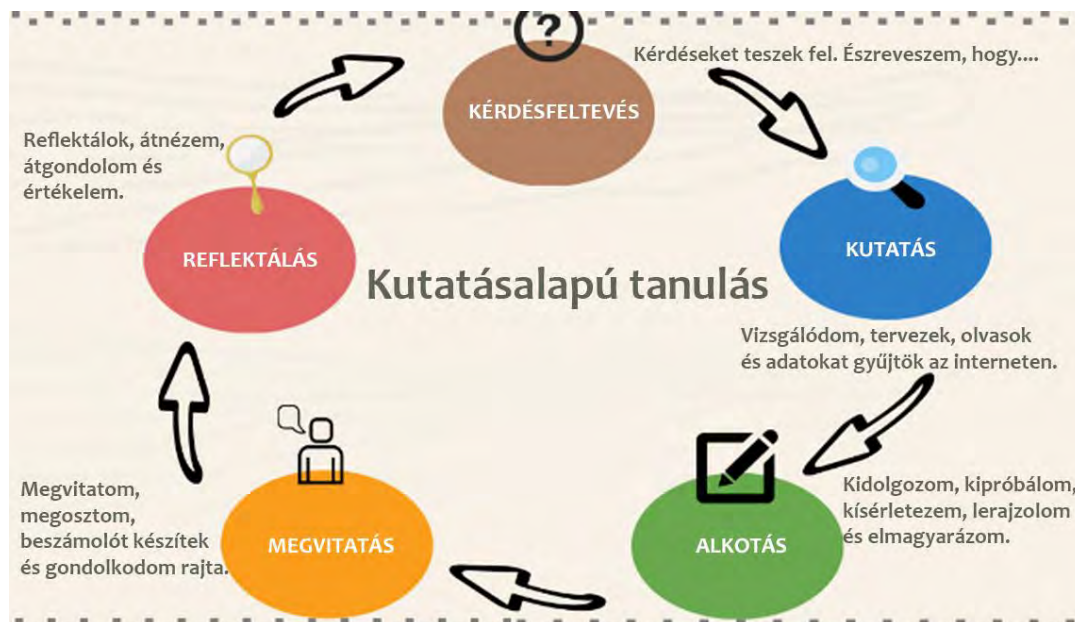 ?
Kérdéseket teszek fel. Észreveszem, hogy....
KÉRDÉSFELTEVÉS
Reflektálok, átnézem,
átgondolom és
értékelem.
REFLEKTÁLÁS
KUTATÁS
Kutatásalapú tanulás
Vizsgálódom, tervezek, olvasok
és adatokat gyűjtök az interneten.
Kidolgozom, kipróbálom,
kísérletezem, lerajzolom
és elmagyarázom.
ALKOTÁS
MEGVITATÁS
Megvitatom,
megosztom,
beszámolót készítek
és gondolkodom rajta.